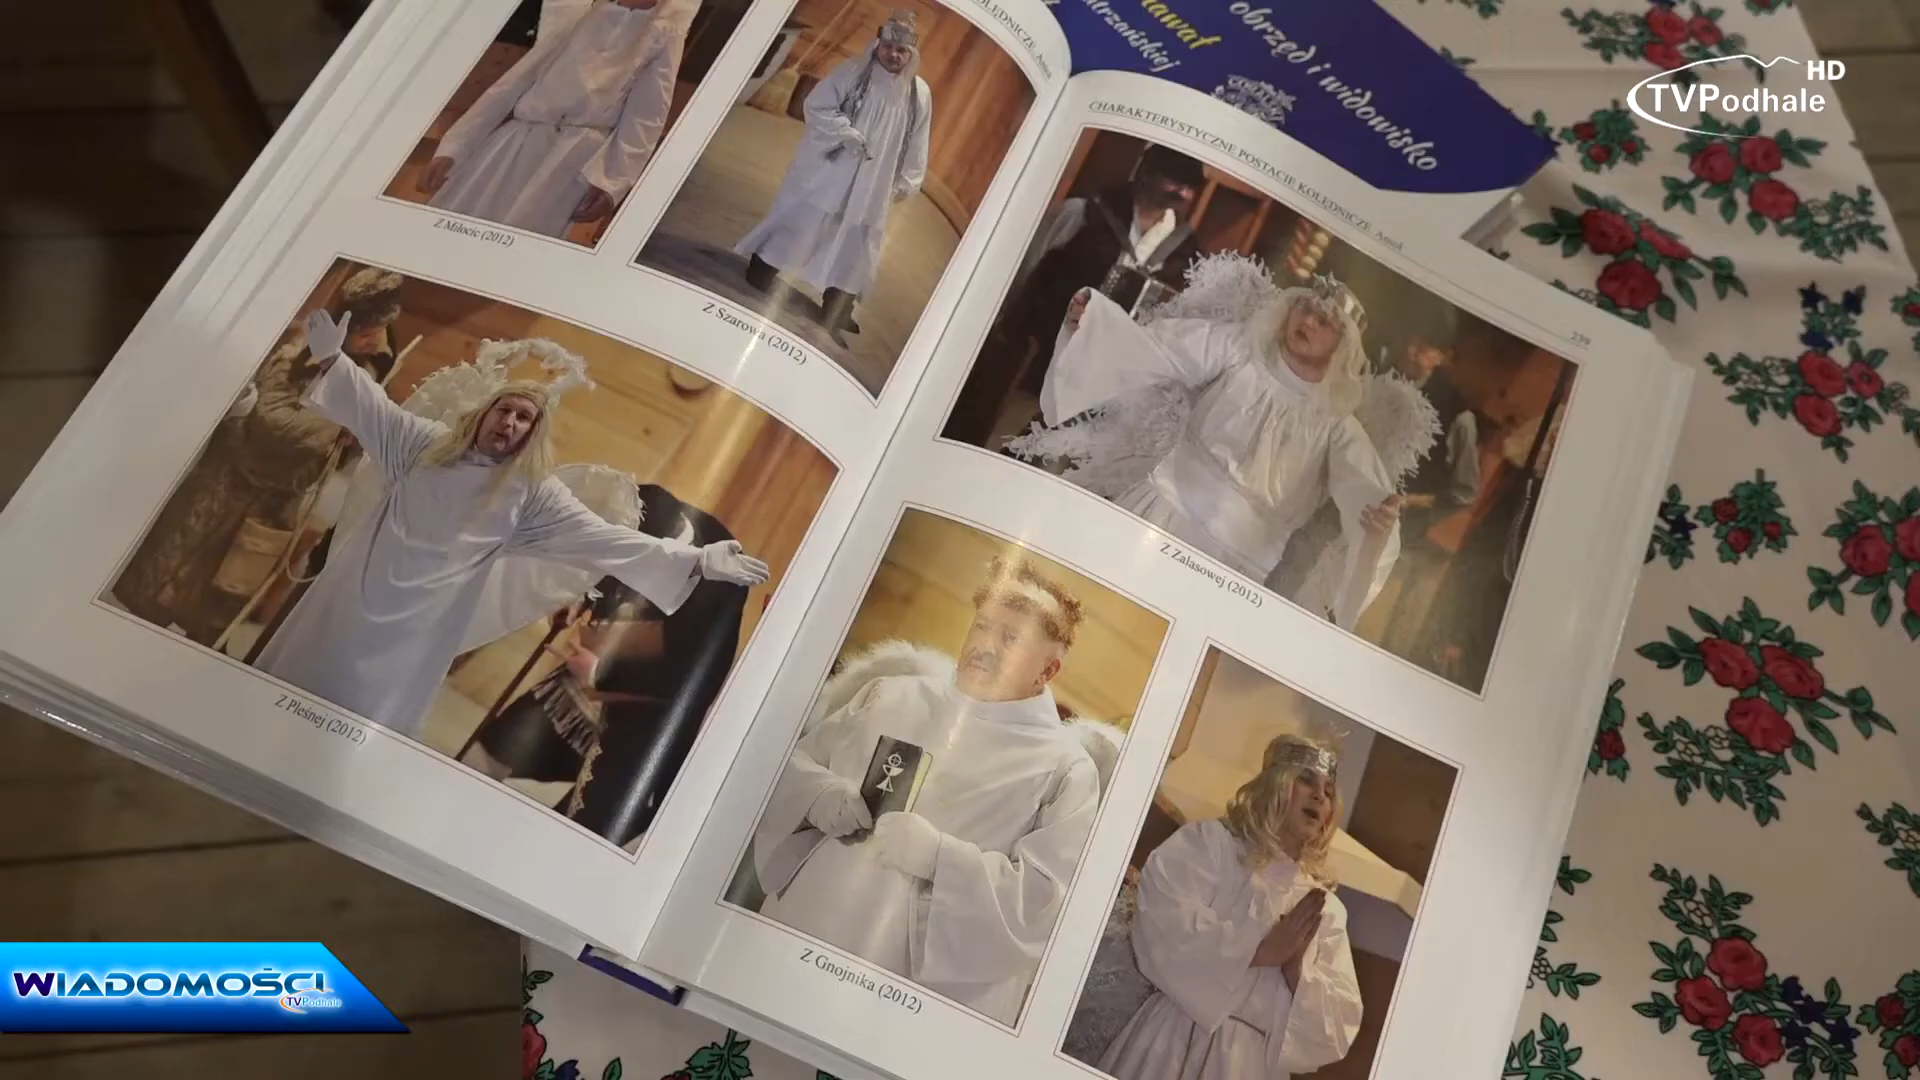 obrzęd i widowisko
HD
TVPodhale
KOLĘDNICZE. Anioł
CHARAKTERYSTYCZNE POSTACIE KOLĘDNICZE. Anioł
239
Z Miłocic (2012)
Z Szarowa (2012)
Z Zalasowej (2012)
Z Pleśnej (2012)
Z Gnojnika (2012)
WIADOMOŚCI
TVPodhale